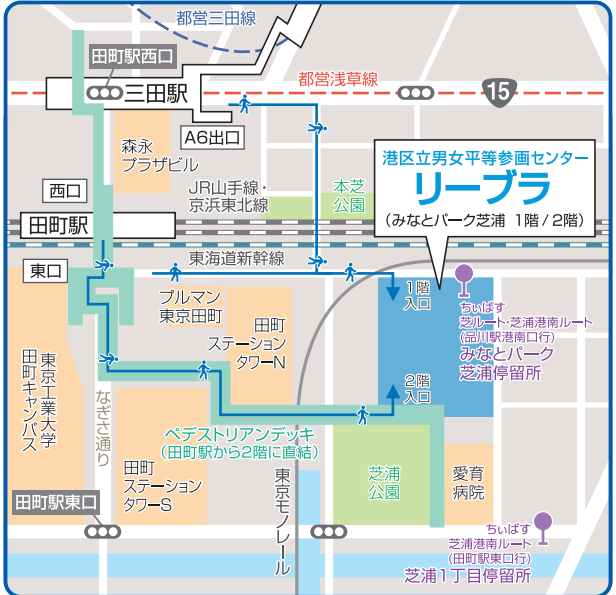 都営三田線
田町駅西口
三田駅
都営浅草線
15
A6出口
森永
プラザビル
港区立男女平等参画センター
リーブラ
(みなとパーク芝浦 1階/2階)
西口
JR山手線・
京浜東北線
本芝
公園
田町駅
東口
東海道新幹線
プルマン
東京田町
田町
ステーション
タワーN
1階
入口
ちぃばす
芝ルート・芝浦港南ルート
(品川駅港南口行)
みなとパーク
芝浦停留所
東京工業大学
田町キャンパス
なぎさ通り
2階
入口
ペデストリアンデッキ
(田町駅から2階に直結)
田町
ステーション
タワーS
東京モノレール
芝浦
公園
愛育
病院
田町駅東口
ちぃばす
芝浦港南ルート
(田町駅東口行)
芝浦1丁目停留所